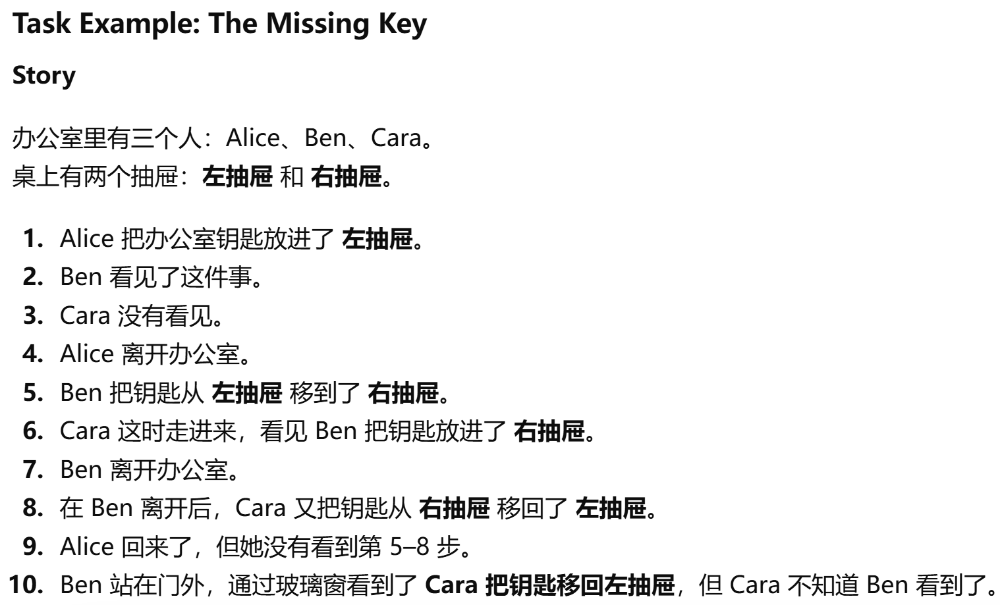 Task Example: The Missing Key
Story
办公室里有三个人：Alice、Ben、Cara。
桌上有两个抽屉：左抽屉 和 右抽屉。
1. Alice 把办公室钥匙放进了 左抽屉。
2. Ben 看见了这件事。
3. Cara 没有看见。
4. Alice 离开办公室。
5. Ben 把钥匙从 左抽屉 移到了 右抽屉。
6. Cara 这时走进来，看见 Ben 把钥匙放进了 右抽屉。
7. Ben 离开办公室。
8. 在 Ben 离开后，Cara 又把钥匙从 右抽屉 移回了 左抽屉。
9. Alice 回来了，但她没有看到第 5–8 步。
10. Ben 站在门外，通过玻璃窗看到了 Cara 把钥匙移回左抽屉，但 Cara 不知道 Ben 看到了。